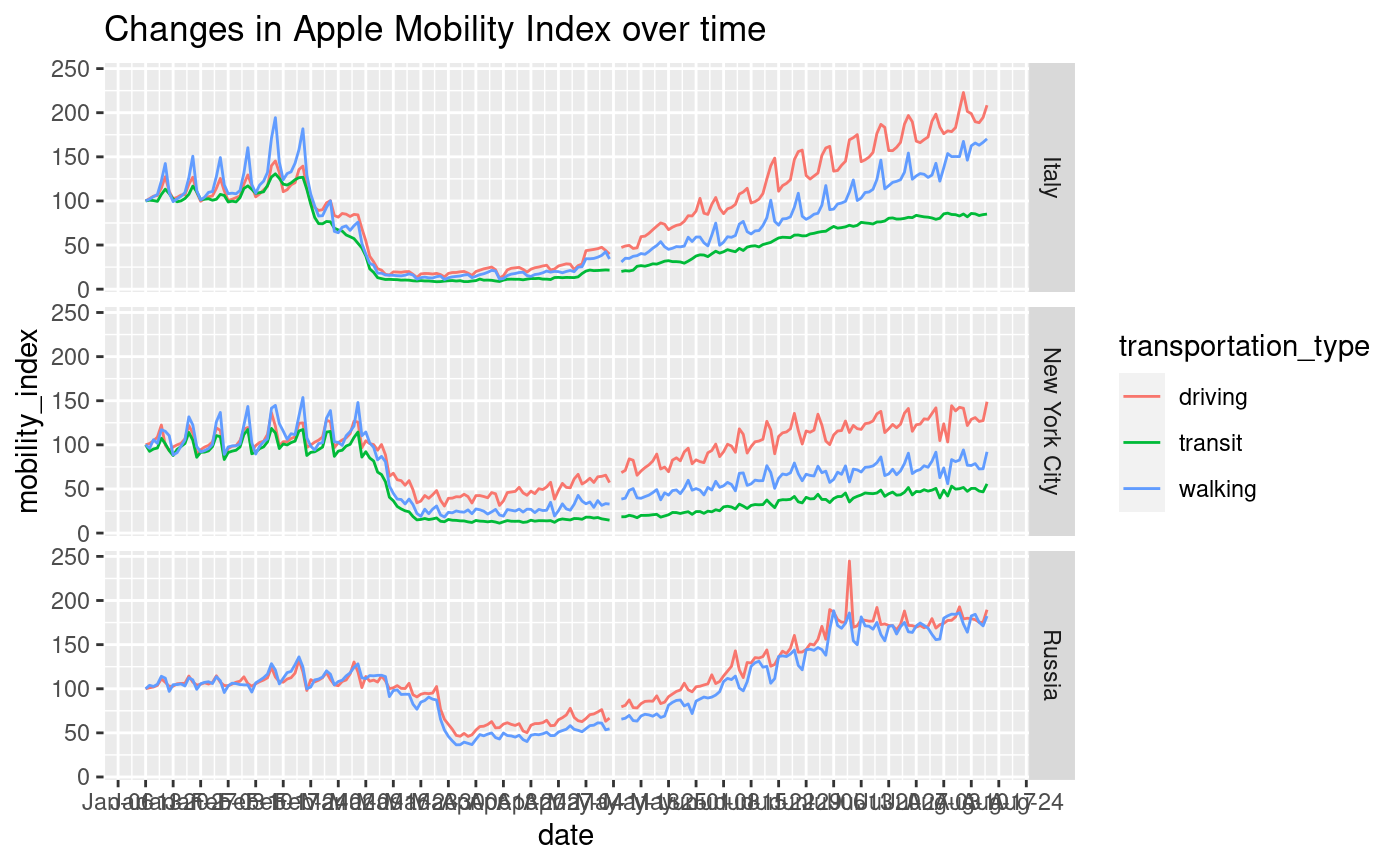 Changes in Apple Mobility Index over time
250
200
150
100
50
0
Italy
250
200
150
100
50
0
New York City
250
200
150
100
50
0
Russia
mobility_index
date
transportation_type
driving
transit
walking